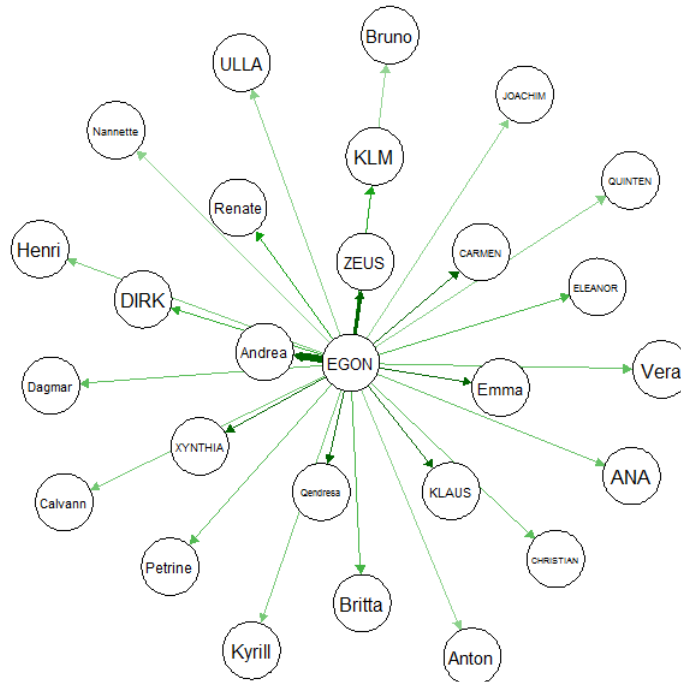 Bruno
ULLA
JOACHIM
Nannette
KLM
QUINTEN
Renate
Henri
ZEUS
CARMEN
DIRK
ELEANOR
Andrea
EGON
Vera
Dagmar
Emma
XYNTHIA
ANA
Calvann
Qendresa
KLAUS
Petrine
CHRISTIAN
Britta
Kyrill
Anton